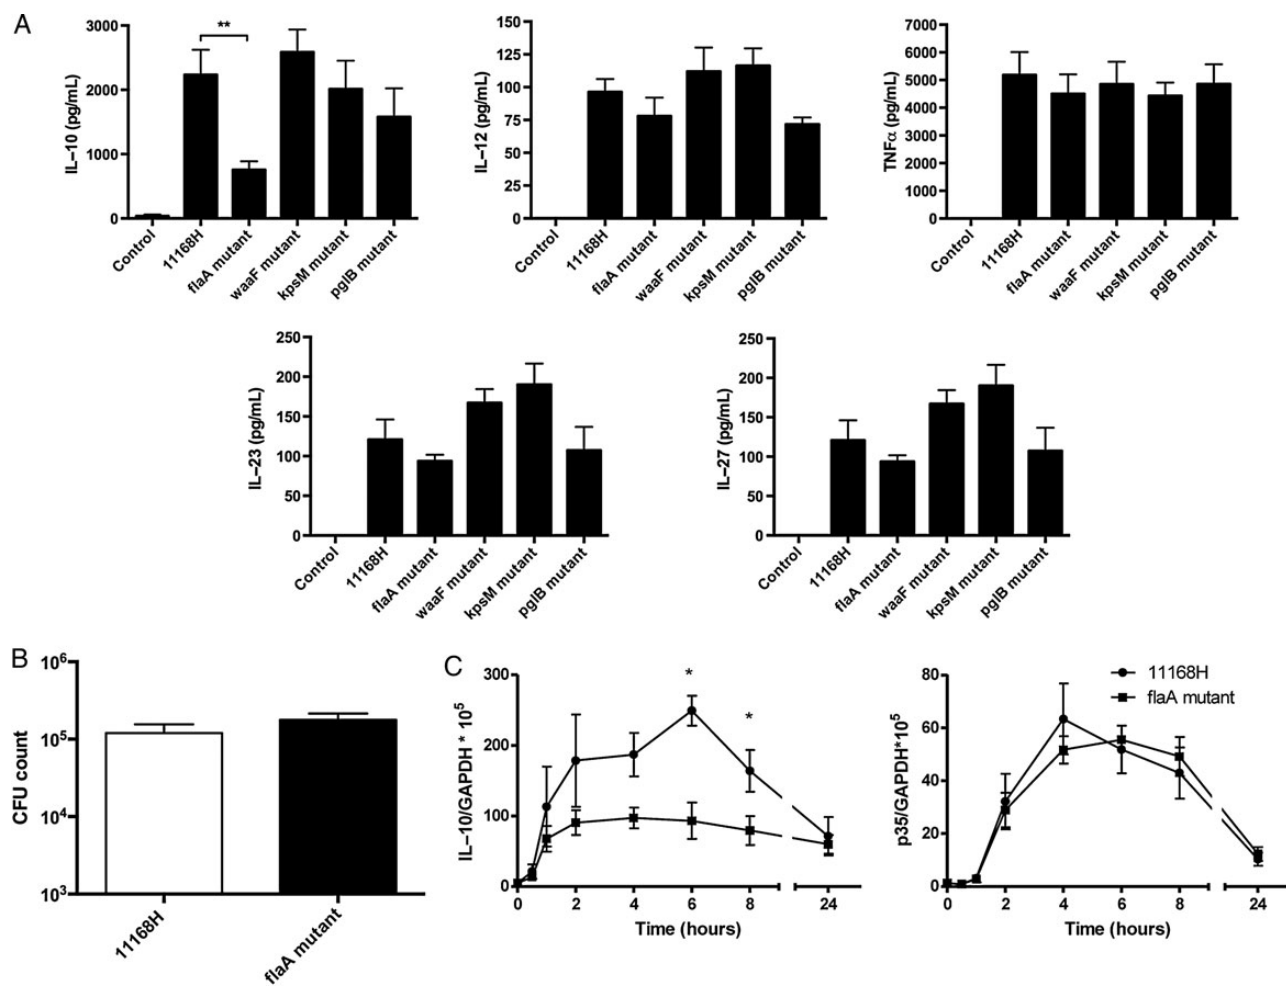 A
IL–10 (pg/mL)
3000
2000
1000
0
**
Control
11168H
flaA mutant
waaF mutant
kpsM mutant
pglB mutant
IL–12 (pg/mL)
150
125
100
75
50
25
0
Control
11168H
flaA mutant
waaF mutant
kpsM mutant
pglB mutant
TNFα (pg/mL)
7000
6000
5000
4000
3000
2000
1000
0
Control
11168H
flaA mutant
waaF mutant
kpsM mutant
pglB mutant
IL–23 (pg/mL)
250
200
150
100
50
0
Control
11168H
flaA mutant
waaF mutant
kpsM mutant
pglB mutant
IL–27 (pg/mL)
250
200
150
100
50
0
Control
11168H
flaA mutant
waaF mutant
kpsM mutant
pglB mutant
B
CFU count
10⁶
10⁵
10⁴
10³
11168H
flaA mutant
C
IL–10/GAPDH * 10⁵
300
200
100
0
*
*
0 2 4 6 8 24
Time (hours)
p35/GAPDH*10⁵
80
60
40
20
0
11168H
flaA mutant
0 2 4 6 8 24
Time (hours)